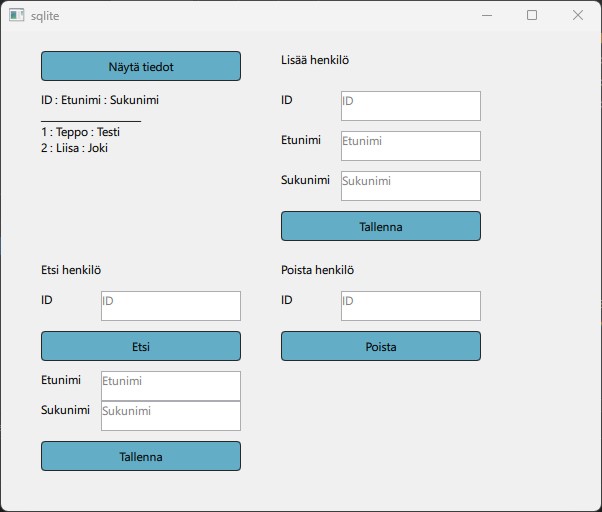 sqlite
Näytä tiedot
ID : Etunimi : Sukunimi
___________________
1 : Teppo : Testi
2 : Liisa : Joki
Lisää henkilö
ID ID
Etunimi Etunimi
Sukunimi Sukunimi
Tallenna
Etsi henkilö
ID ID
Etsi
Etunimi Etunimi
Sukunimi Sukunimi
Tallenna
Poista henkilö
ID ID
Poista